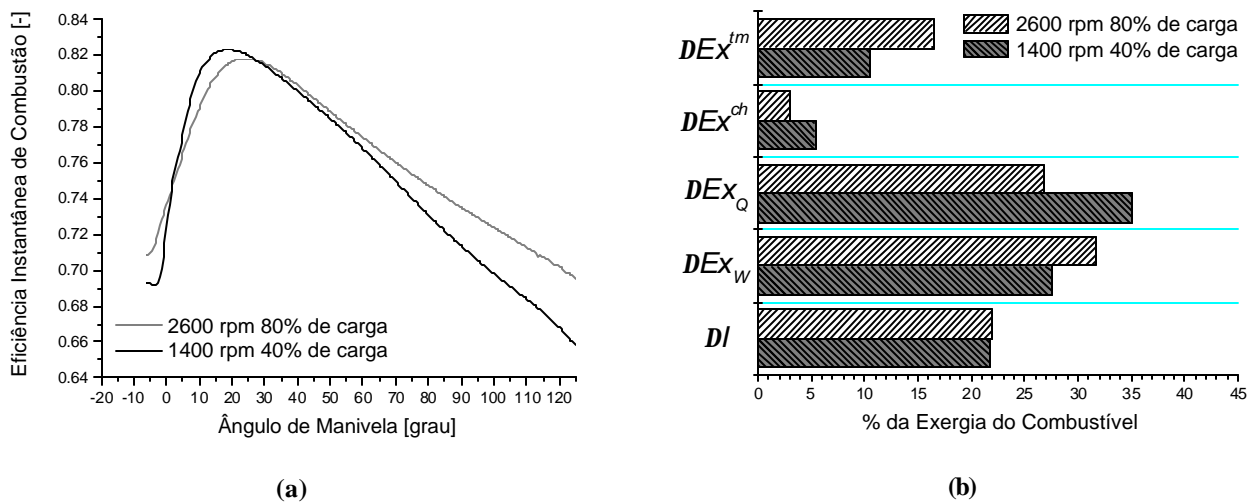 Eficiência Instantânea de Combustão [-]
0.84
0.82
0.80
0.78
0.76
0.74
0.72
0.70
0.68
0.66
0.64
2600 rpm 80% de carga
1400 rpm 40% de carga
-20 -10 0 10 20 30 40 50 60 70 80 90 100 110 120
Ângulo de Manivela [grau]
(a)
2600 rpm 80% de carga
1400 rpm 40% de carga
DEx^tm
DEx^ch
DEx_Q
DEx_W
DI
0 5 10 15 20 25 30 35 40 45
% da Exergia do Combustível
(b)